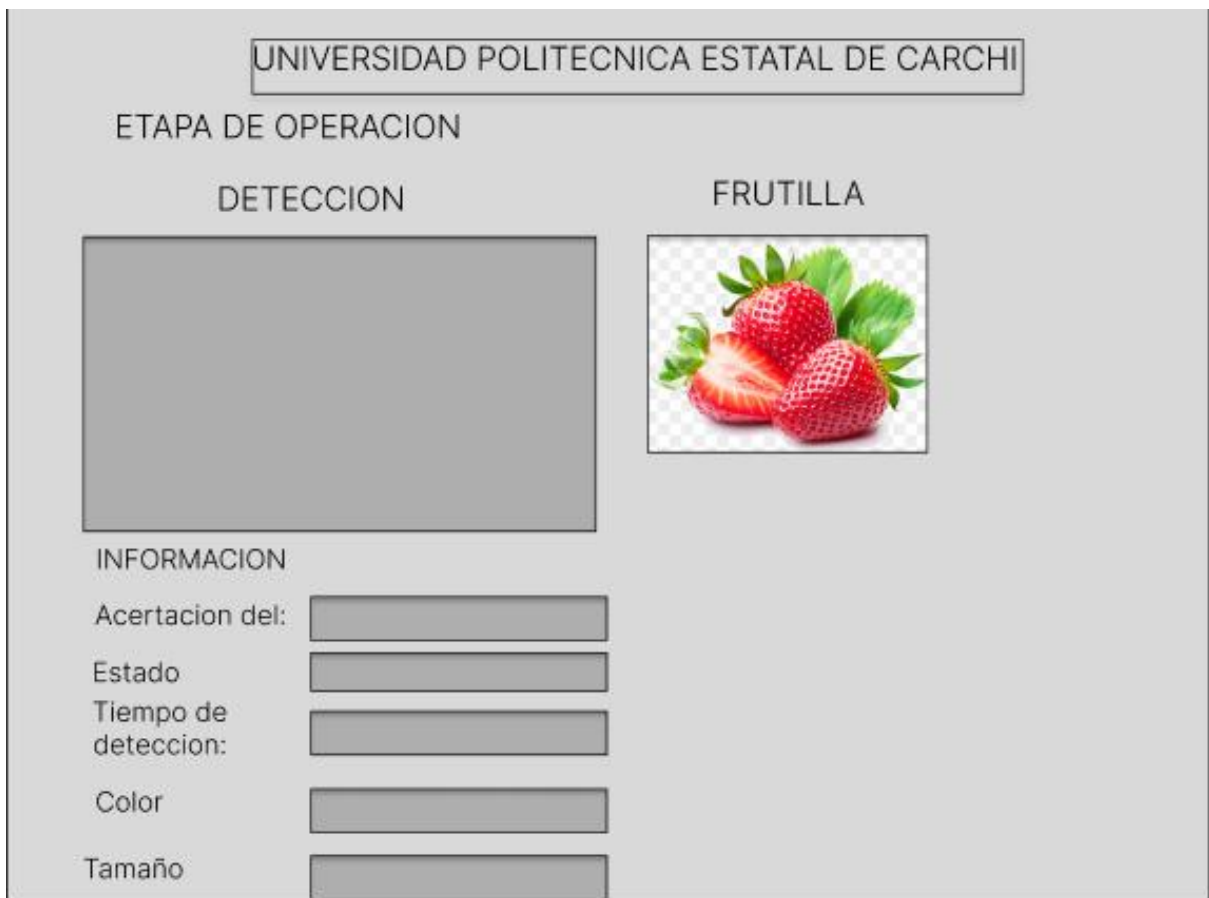 UNIVERSIDAD POLITECNICA ESTATAL DE CARCHI
ETAPA DE OPERACION
DETECCION
FRUTILLA
INFORMACION
Acertacion del:
Estado
Tiempo de
deteccion:
Color
Tamaño